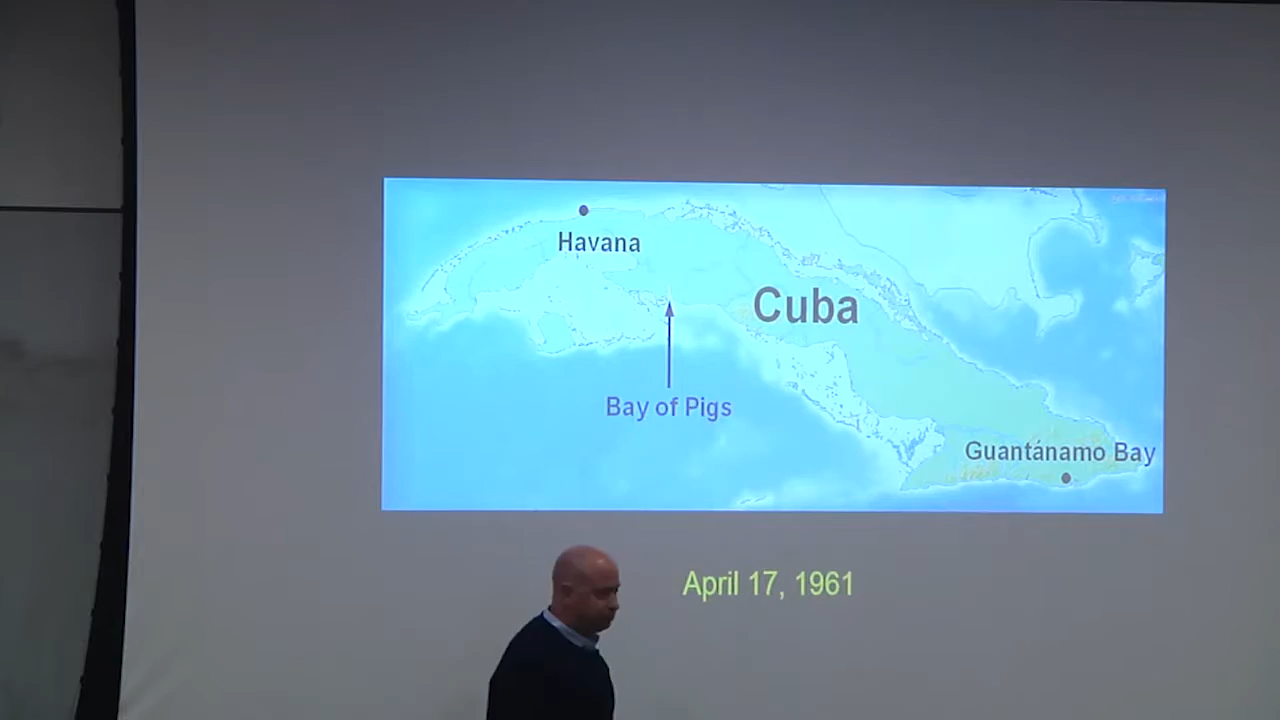 Havana
Cuba
Bay of Pigs
Guantánamo Bay
April 17, 1961